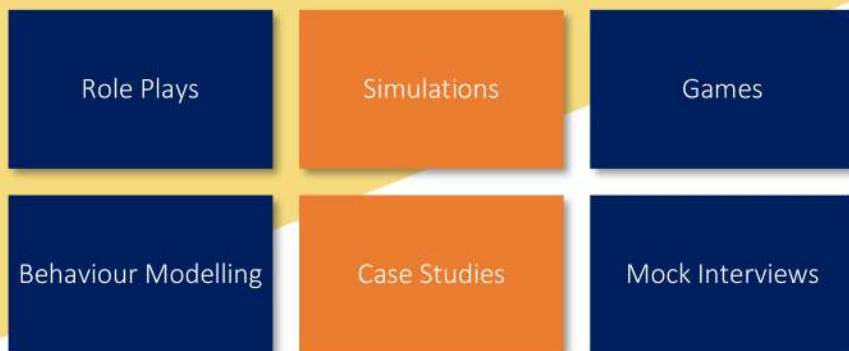 Role Plays
Simulations
Games
Behaviour Modelling
Case Studies
Mock Interviews